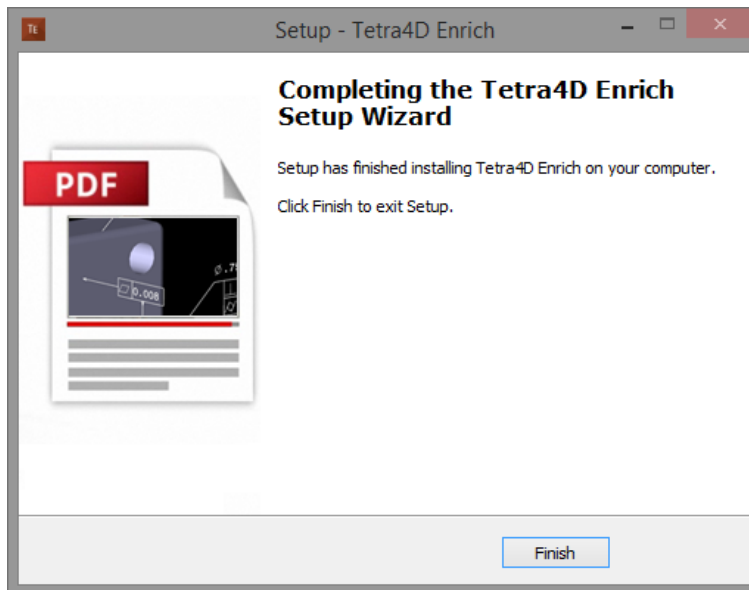 TE
Setup - Tetra4D Enrich
Completing the Tetra4D Enrich
Setup Wizard
Setup has finished installing Tetra4D Enrich on your computer.
Click Finish to exit Setup.
PDF
0.008
Finish